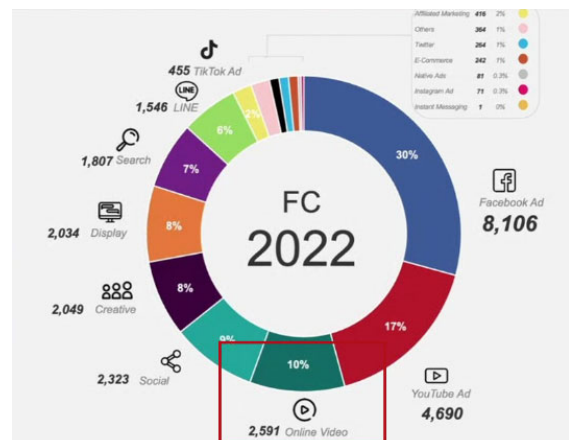 Affiliated Marketing 416 2%
Others 364 1%
Twitter 264 1%
E-Commerce 242 1%
Native Ads 81 0.3%
Instagram Ad 71 0.3%
Instant Messeging 1 0%
455 TikTok Ad
LINE
1,546 LINE
1,807 Search
2,034 Display
2,049 Creative
2,323 Social
2,591 Online Video
YouTube Ad
4,690
Facebook Ad
8,106
30%
17%
10%
9%
8%
8%
7%
6%
2%
FC
2022